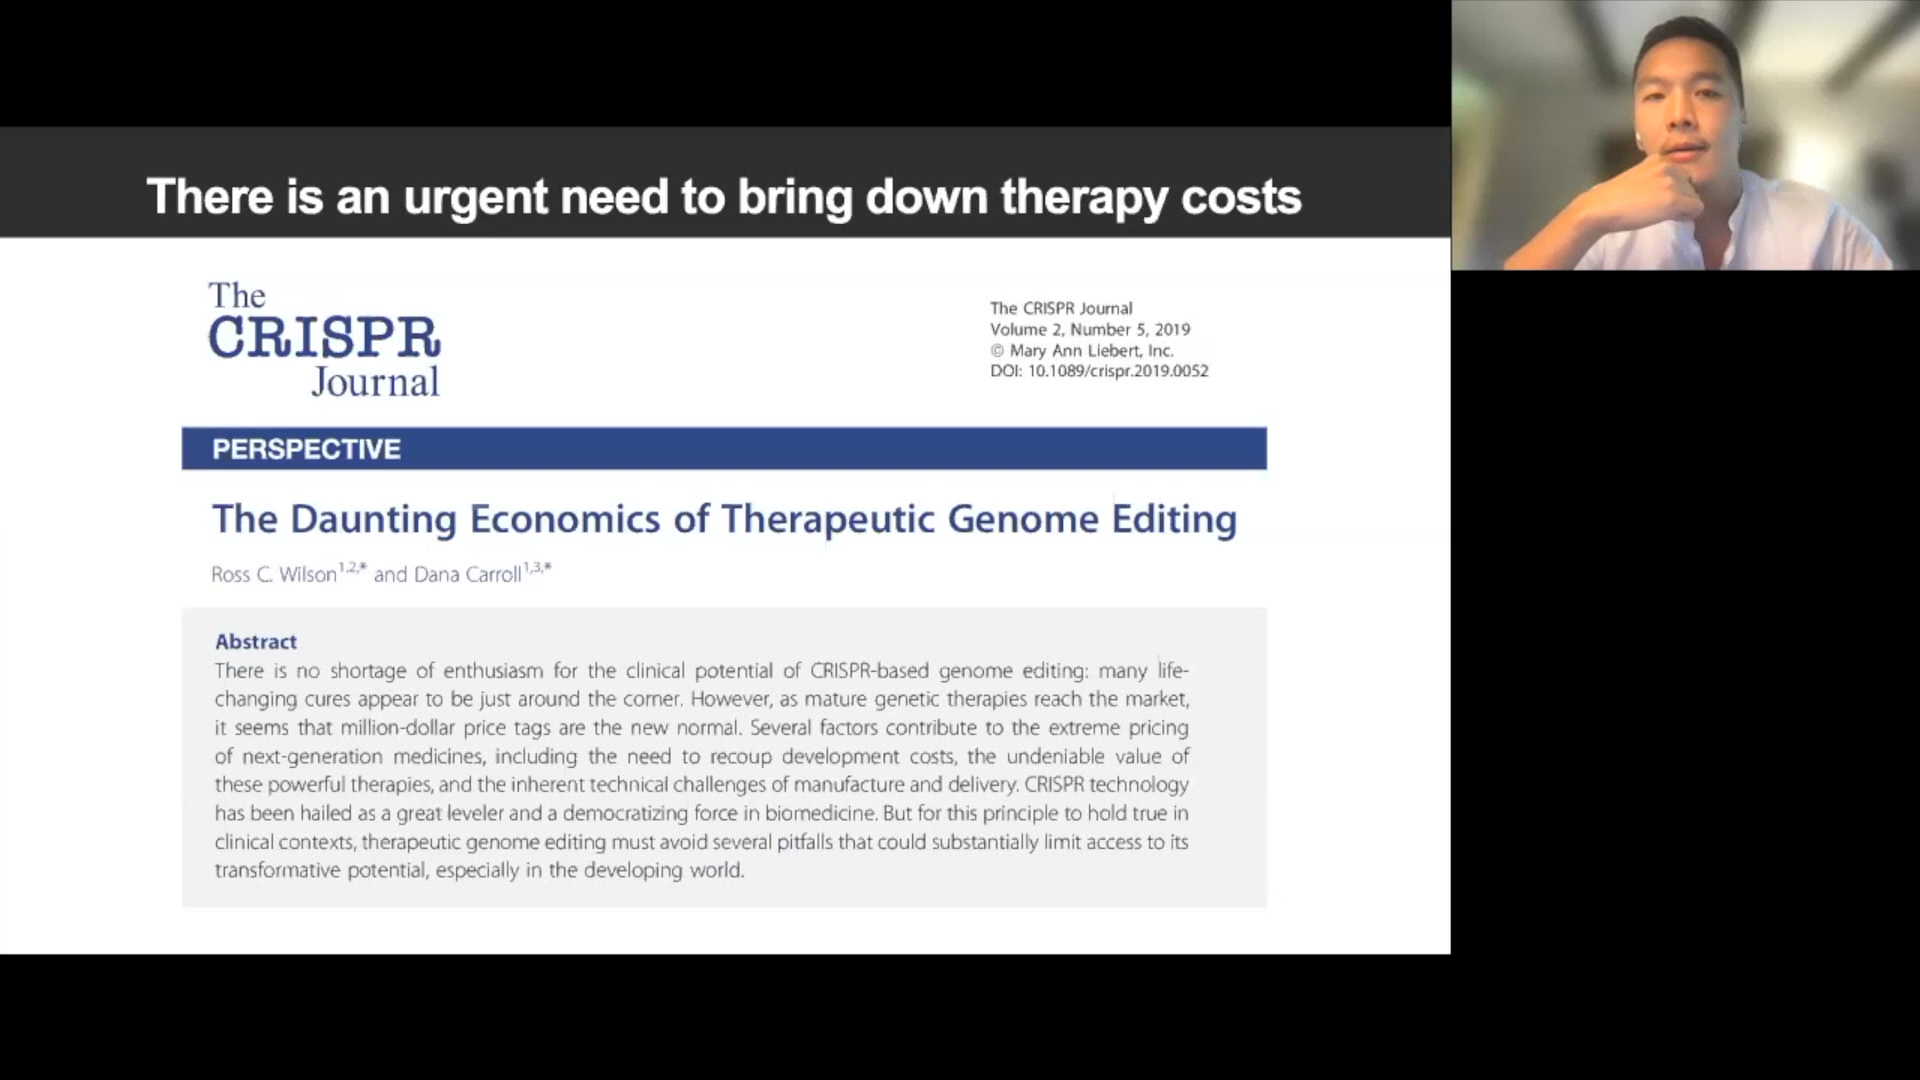 There is an urgent need to bring down therapy costs
The
CRISPR
Journal
The CRISPR Journal
Volume 2, Number 5, 2019
© Mary Ann Liebert, Inc.
DOI: 10.1089/crispr.2019.0052
PERSPECTIVE
The Daunting Economics of Therapeutic Genome Editing
Ross C. Wilson1,2,* and Dana Carroll1,3,*
Abstract
There is no shortage of enthusiasm for the clinical potential of CRISPR-based genome editing: many life-
changing cures appear to be just around the corner. However, as mature genetic therapies reach the market,
it seems that million-dollar price tags are the new normal. Several factors contribute to the extreme pricing
of next-generation medicines, including the need to recoup development costs, the undeniable value of
these powerful therapies, and the inherent technical challenges of manufacture and delivery. CRISPR technology
has been hailed as a great leveler and a democratizing force in biomedicine. But for this principle to hold true in
clinical contexts, therapeutic genome editing must avoid several pitfalls that could substantially limit access to its
transformative potential, especially in the developing world.